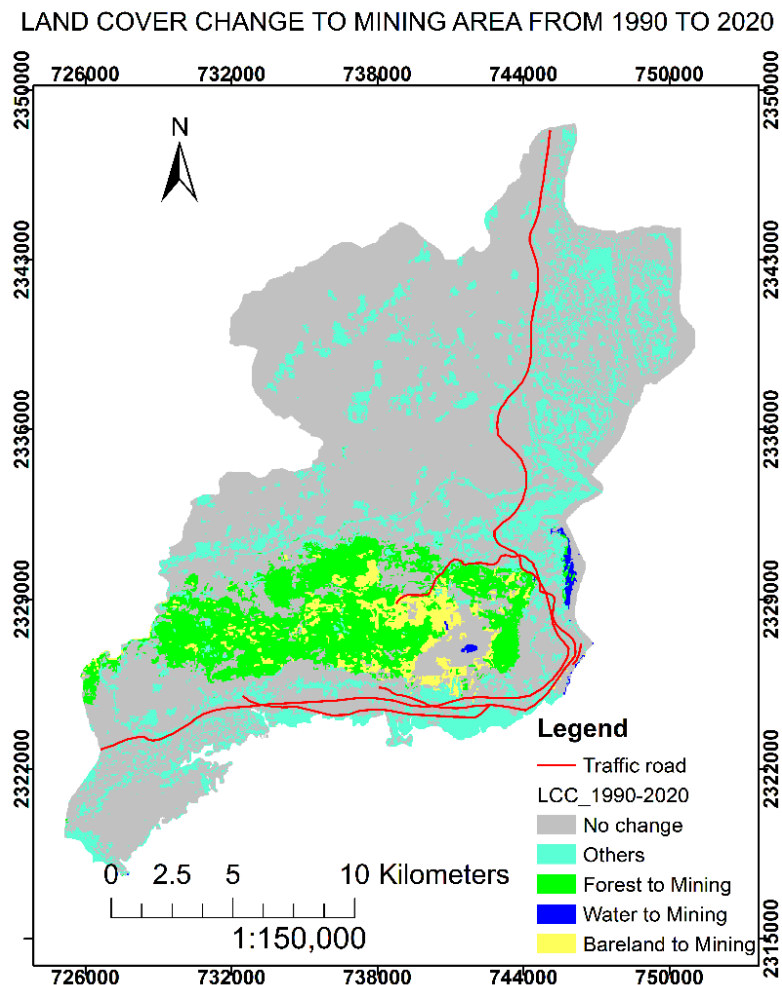 LAND COVER CHANGE TO MINING AREA FROM 1990 TO 2020
726000 732000 738000 744000 750000
2350000 2350000
N
2343000 2343000
2336000 2336000
2329000 2329000
Legend
Traffic road
2322000 2322000
LCC_1990-2020
No change
Others
0 2.5 5 10 Kilometers
Forest to Mining
Water to Mining
1:150,000
Bareland to Mining
2315000 2315000
726000 732000 738000 744000 750000